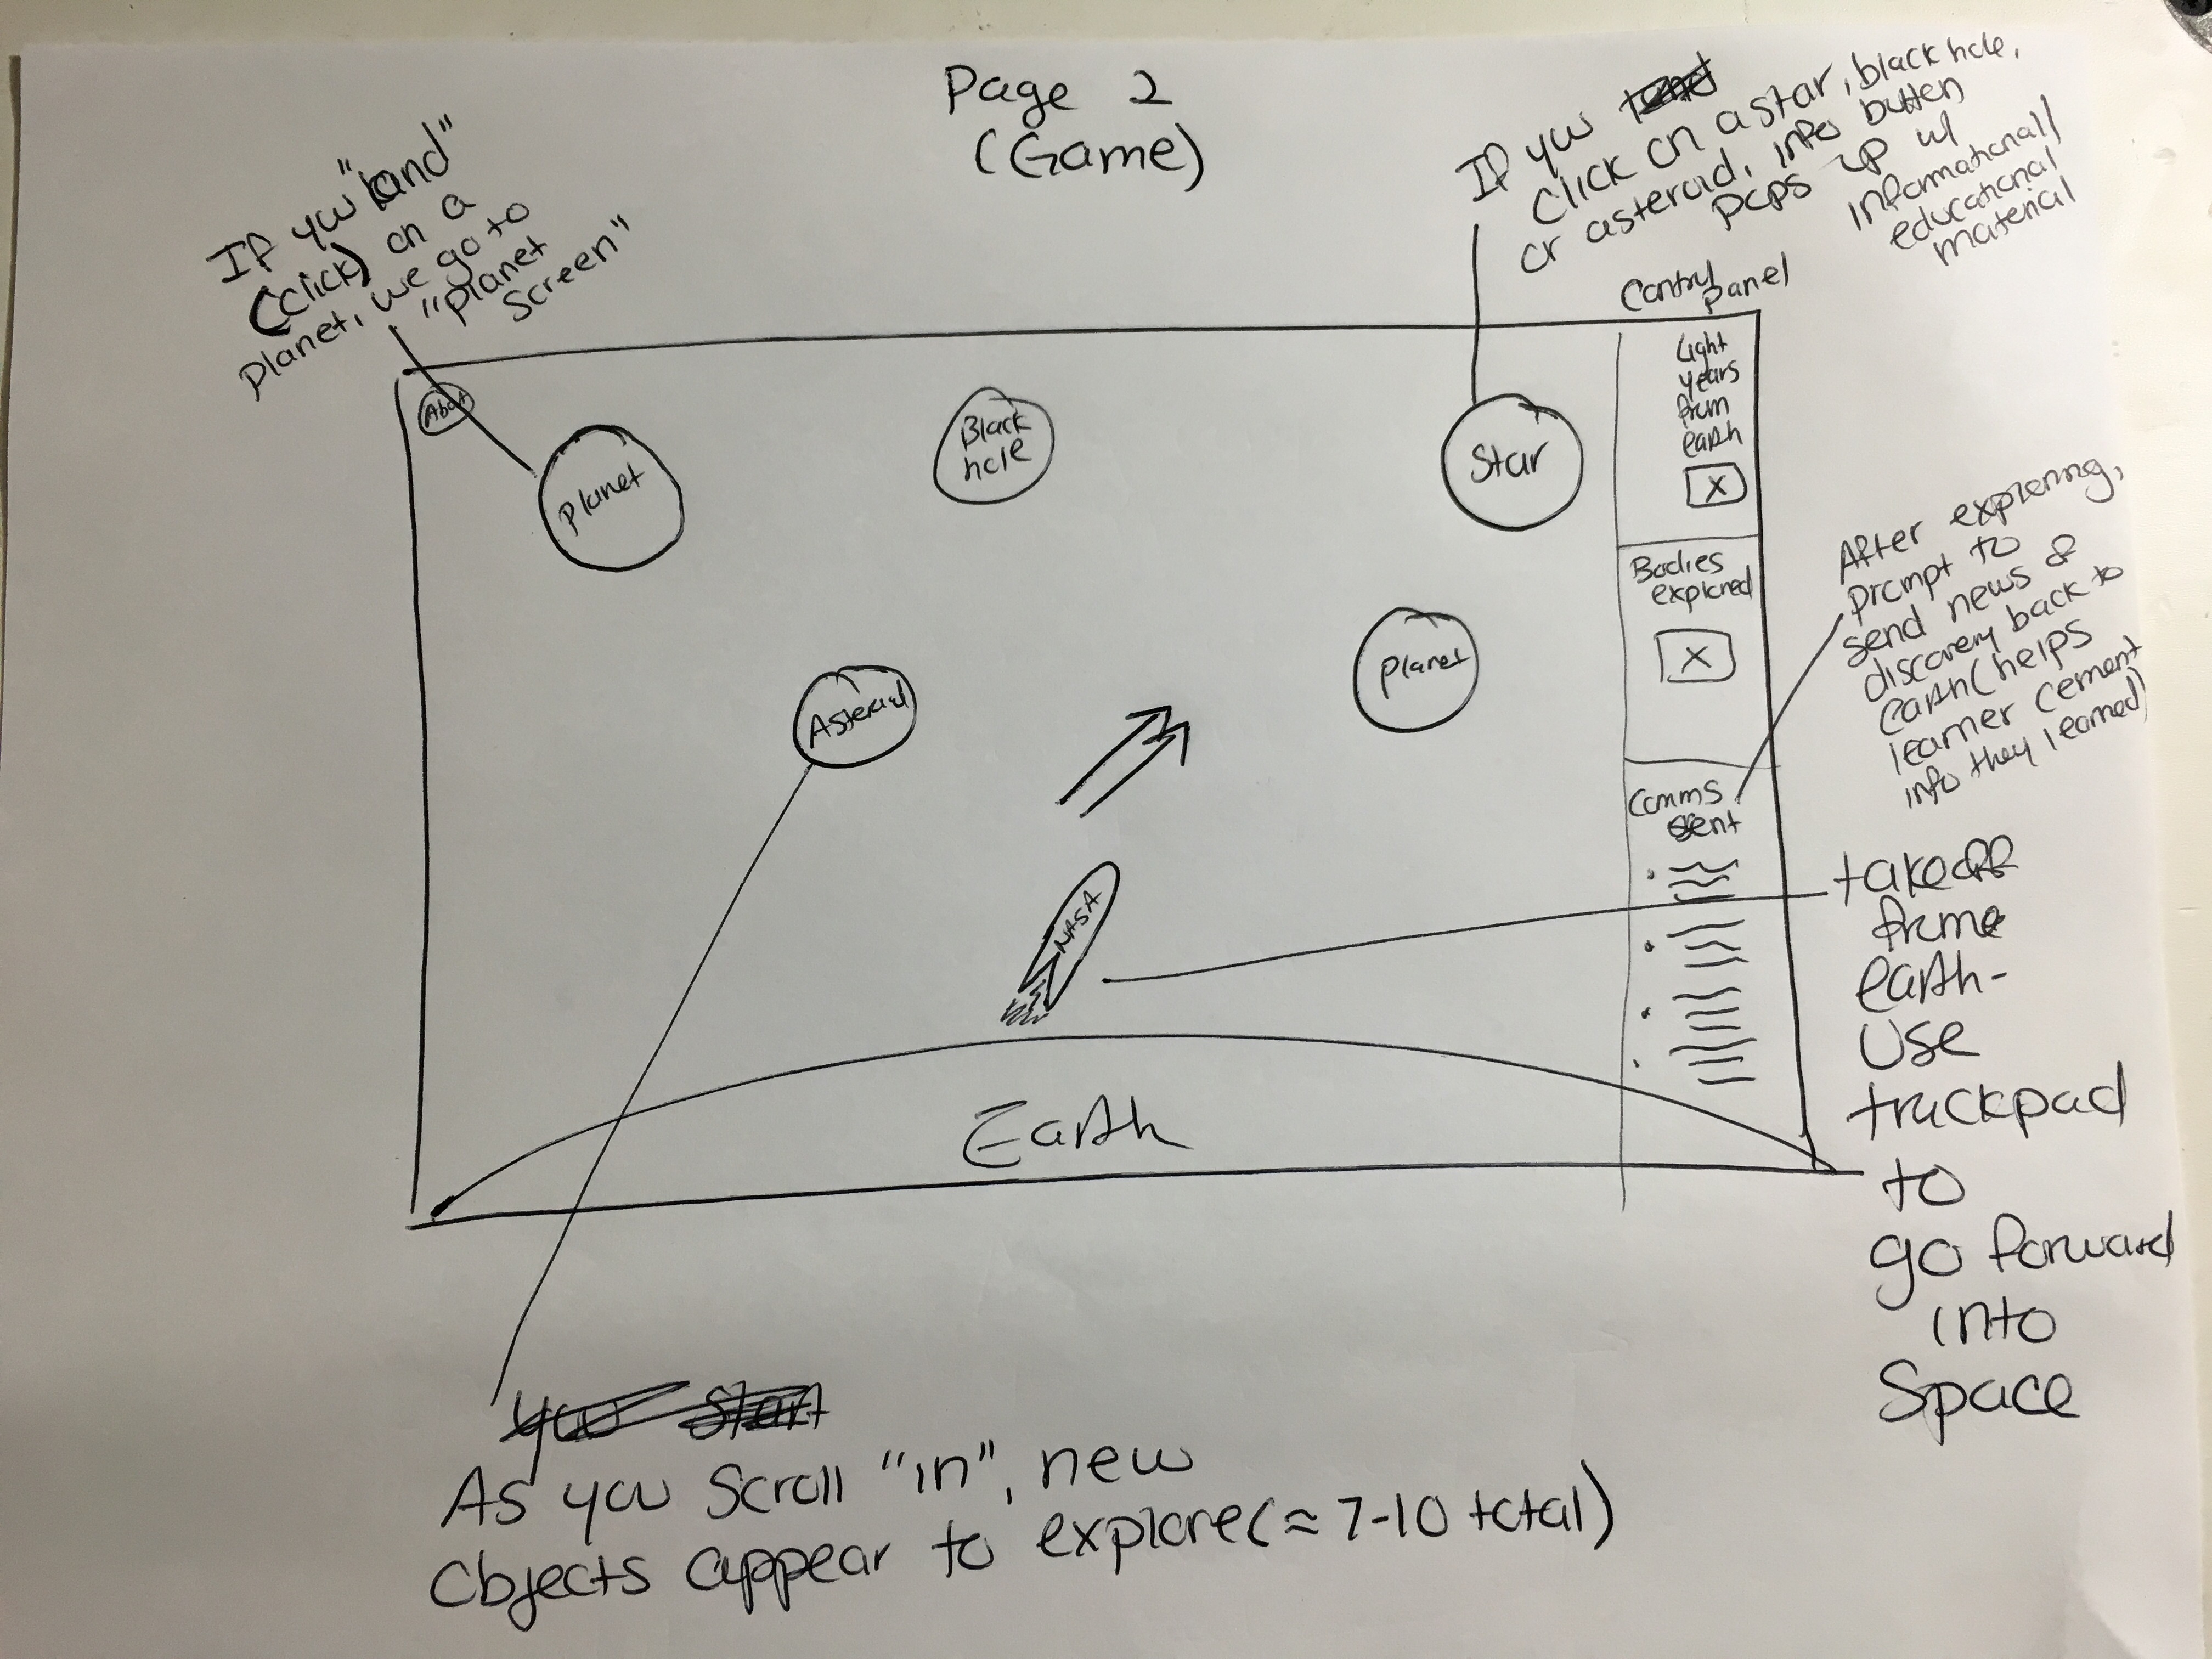 Page 2
(Game)
If you "land"
(click) on a
planet, we go to
"planet
screen"
If you
click on a star, black hole,
or asteroid, info button
pops up w/
informational/
educational
material
Control
Panel
About
Planet
Black
hole
Star
Light
years
from
earth
X
Bodies
explored
X
Planet
Asteroid
NASA
Comms
sent
Earth
After exploring,
prompt to
send news &
discovery back to
earth (helps
learner cement
info they learned)
takeoff
from
earth-
Use
trackpad
to
go forward
into
Space
You Start
As you scroll "in", new
Objects appear to explore (≈ 7-10 total)